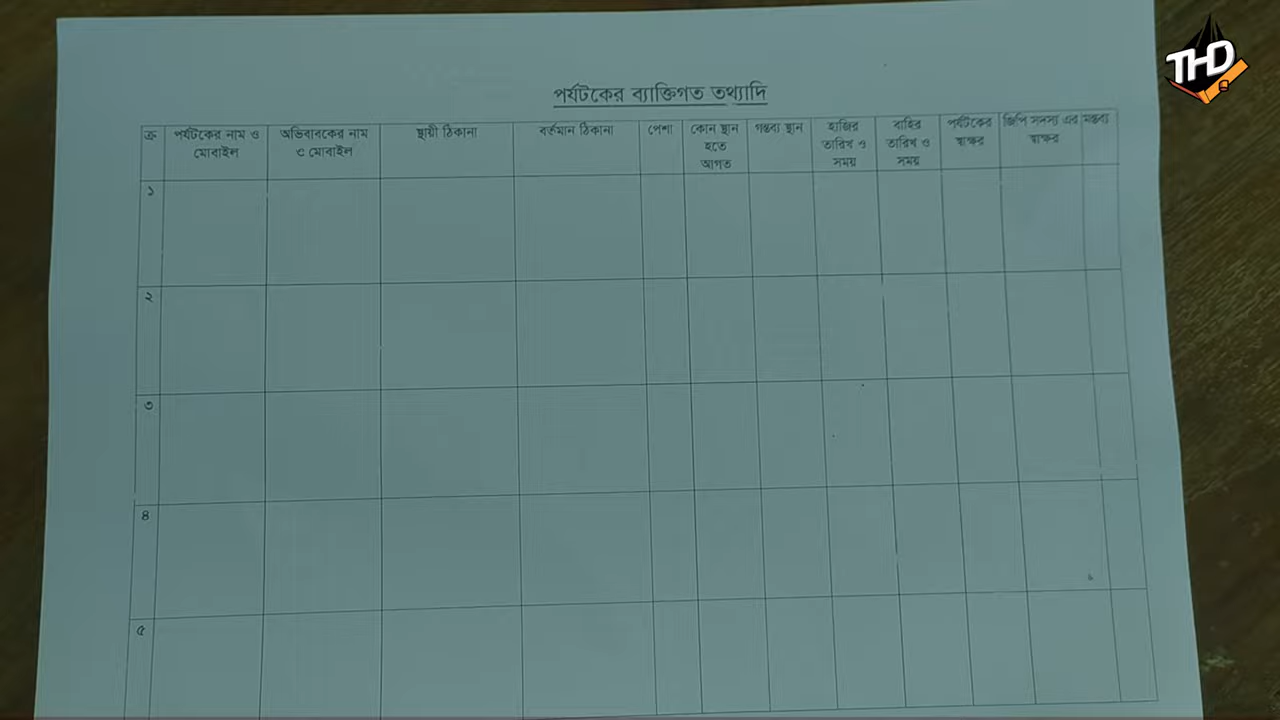 THD
পর্যটকের ব্যাক্তিগত তথ্যাদি
ক্র
পর্যটকের নাম ও
মোবাইল
অভিবাবকের নাম
ও মোবাইল
স্থায়ী ঠিকানা
বর্তমান ঠিকানা
পেশা
কোন স্থান
হতে
আগত
গন্তব্য স্থান
হাজির
তারিখ ও
সময়
বাহির
তারিখ ও
সময়
পর্যটকের
স্বাক্ষর
জিপি সদস্য এর
স্বাক্ষর
মন্তব্য
১
২
৩
৪
৫